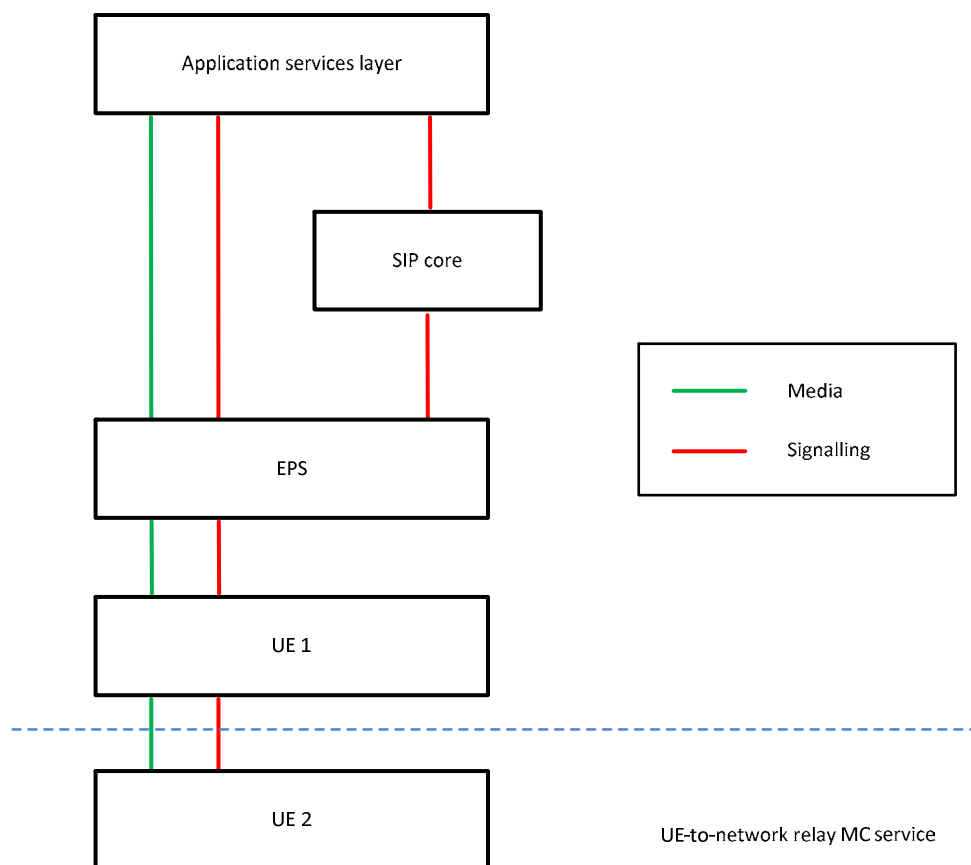 Application services layer
SIP core
Media
Signalling
EPS
UE 1
UE 2
UE-to-network relay MC service